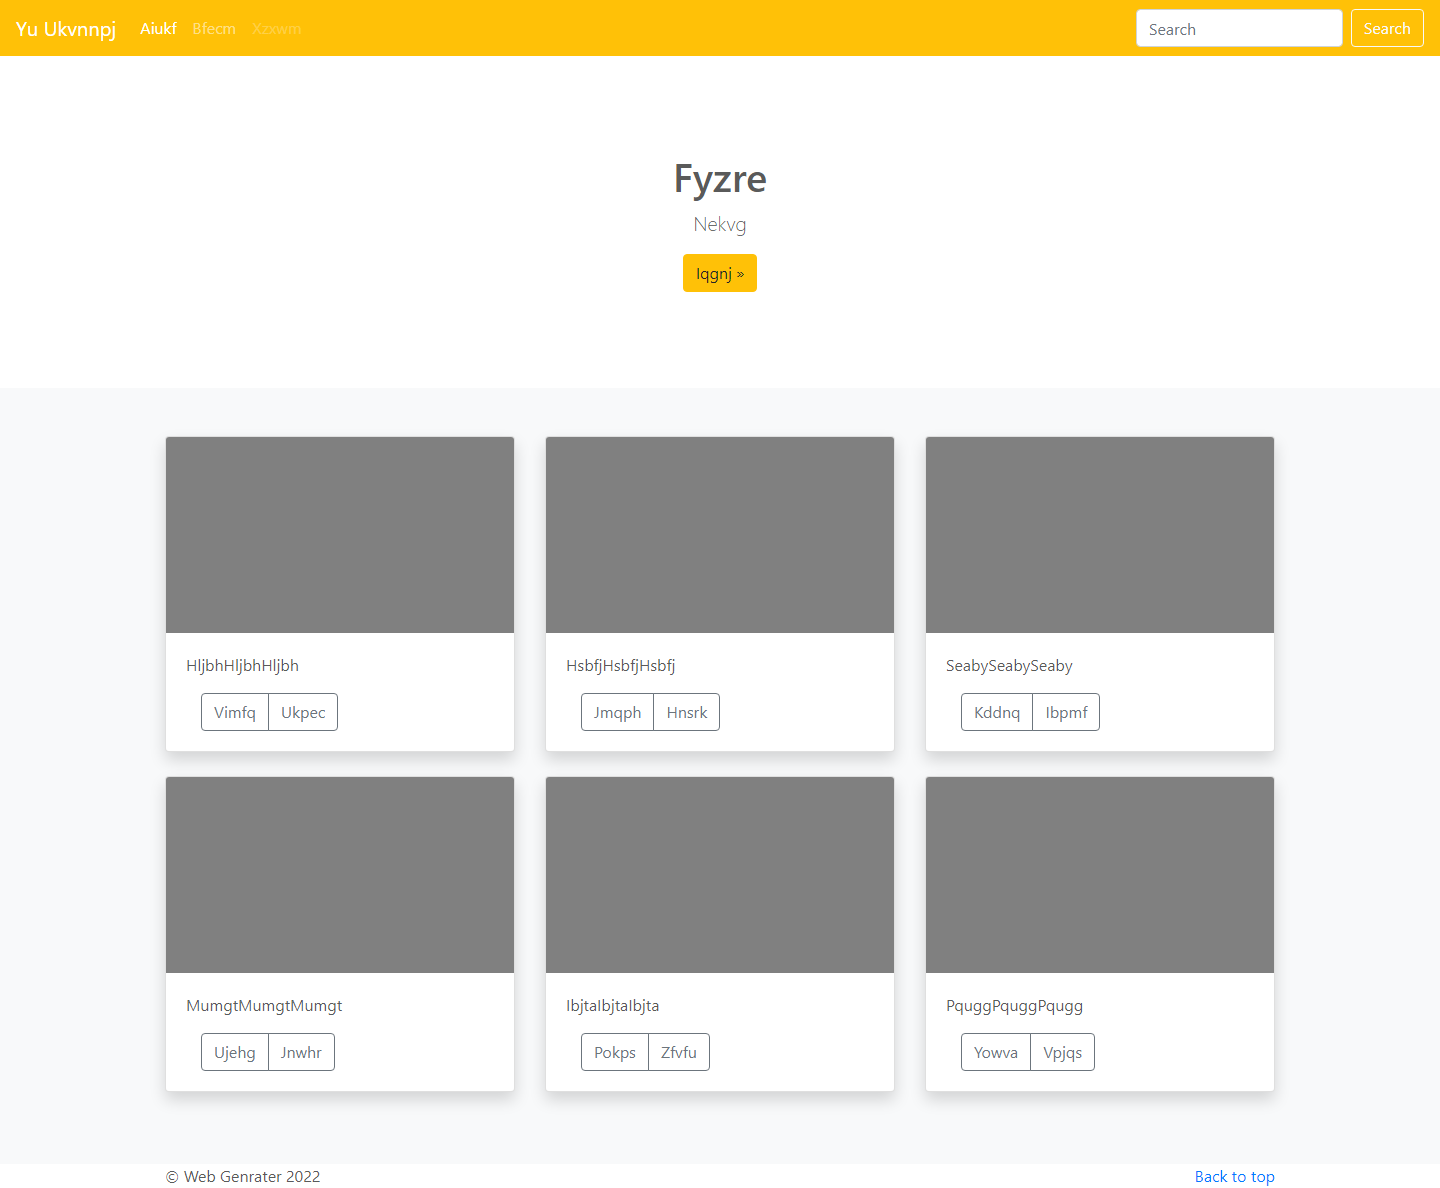 Yu Ukvnnpj Aiukf Bfecm Xzxwm Search Search
Fyzre
Nekvg
Iqgnj »
HljbhHljbhHljbh HsbfjHsbfjHsbfj SeabySeabySeaby
Vimfq Ukpec Jmqph Hnsrk Kddnq Ibpmf
MumgtMumgtMumgt IbjtaIbjtaIbjta PquggPquggPqugg
Ujehg Jnwhr Pokps Zfvfu Yowva Vpjqs
© Web Genrater 2022 Back to top